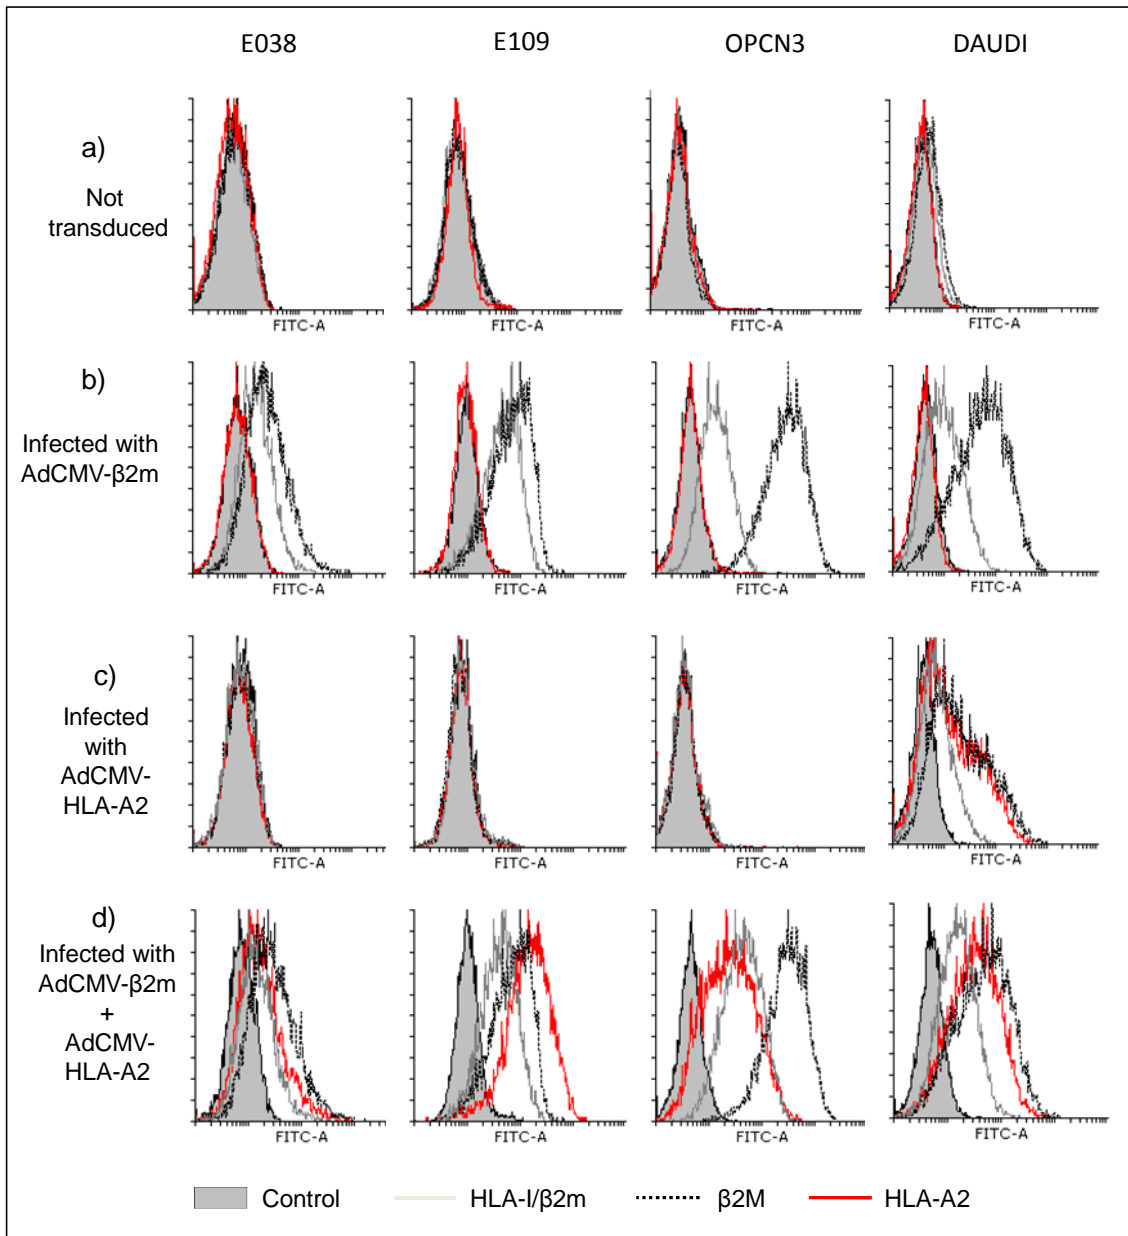 E038 E109 OPCN3 DAUDI
a)
Not
transduced
FITC-A FITC-A FITC-A FITC-A
b)
Infected with
AdCMV-β2m
FITC-A FITC-A FITC-A FITC-A
c)
Infected
with
AdCMV-
HLA-A2
FITC-A FITC-A FITC-A FITC-A
d)
Infected with
AdCMV-β2m
+
AdCMV-
HLA-A2
FITC-A FITC-A FITC-A FITC-A
Control HLA-I/β2m β2M HLA-A2